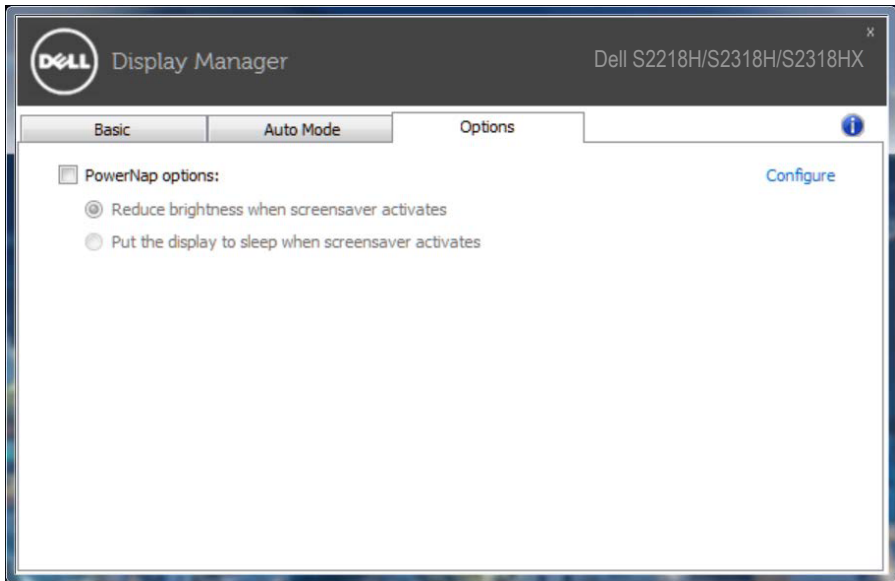 DELL Display Manager Dell S2218H/S2318H/S2318HX x
Basic Auto Mode Options i
PowerNap options: Configure
Reduce brightness when screensaver activates
Put the display to sleep when screensaver activates